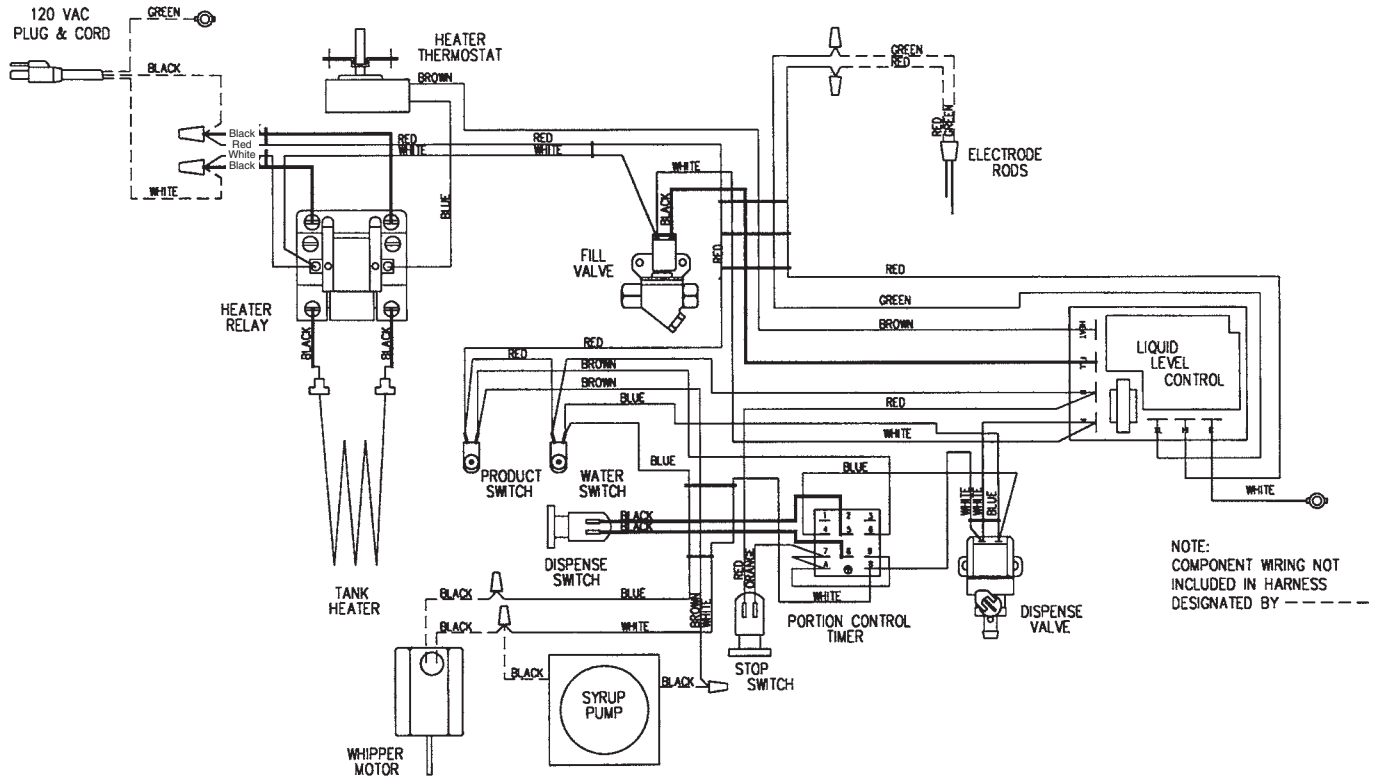 120 VAC
PLUG & CORD
GREEN
BLACK
WHITE
Black
Red
White
Black
HEATER
THERMOSTAT
BROWN
RED
WHITE
RED
WHITE
BLUE
HEATER
RELAY
BLACK
BLACK
TANK
HEATER
GREEN
RED
RED
GREEN
ELECTRODE
RODS
WHITE
BLACK
FILL
VALVE
RED
RED
GREEN
BROWN
HEAT
FILL
LIQUID
LEVEL
CONTROL
RED
RED
BROWN
BROWN
BLUE
RED
WHITE
BLUE
PRODUCT
SWITCH
WATER
SWITCH
BLUE
WHITE
WHITE
WHITE
BLUE
BLACK
BLACK
DISPENSE
SWITCH
1 2 3
4 5 6
7 8 9
A B
RED
ORANGE
WHITE
PORTION CONTROL
TIMER
DISPENSE
VALVE
NOTE:
COMPONENT WIRING NOT
INCLUDED IN HARNESS
DESIGNATED BY
BLACK
BLUE
BLACK
WHITE
BROWN
WHITE
BLACK
BLACK
SYRUP
PUMP
STOP
SWITCH
WHIPPER
MOTOR